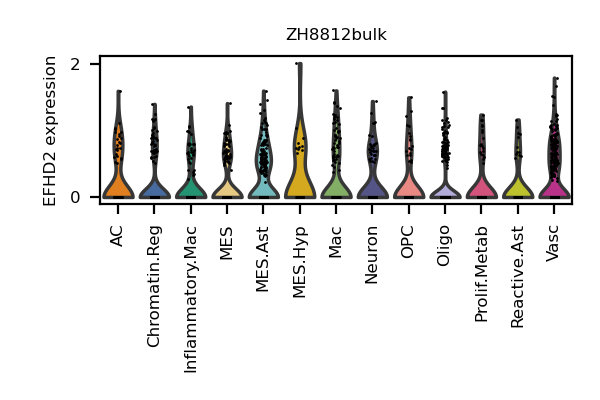 ZH8812bulk
EFHD2 expression
2
0
AC
Chromatin.Reg
Inflammatory.Mac
MES
MES.Ast
MES.Hyp
Mac
Neuron
OPC
Oligo
Prolif.Metab
Reactive.Ast
Vasc